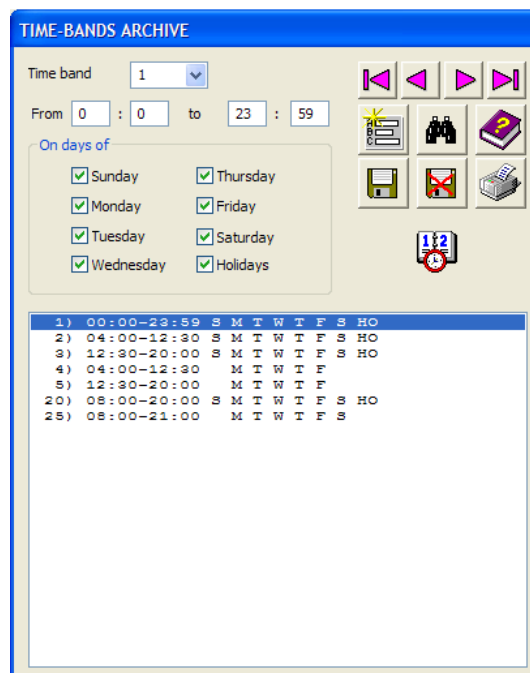 TIME-BANDS ARCHIVE
Time band 1
From 0 : 0 to 23 : 59
On days of
Sunday Thursday
Monday Friday
Tuesday Saturday
Wednesday Holidays
A
B
C
?
1 2
1) 00:00-23:59 S M T W T F S HO
2) 04:00-12:30 S M T W T F S HO
3) 12:30-20:00 S M T W T F S HO
4) 04:00-12:30 M T W T F
5) 12:30-20:00 M T W T F
20) 08:00-20:00 S M T W T F S HO
25) 08:00-21:00 M T W T F S